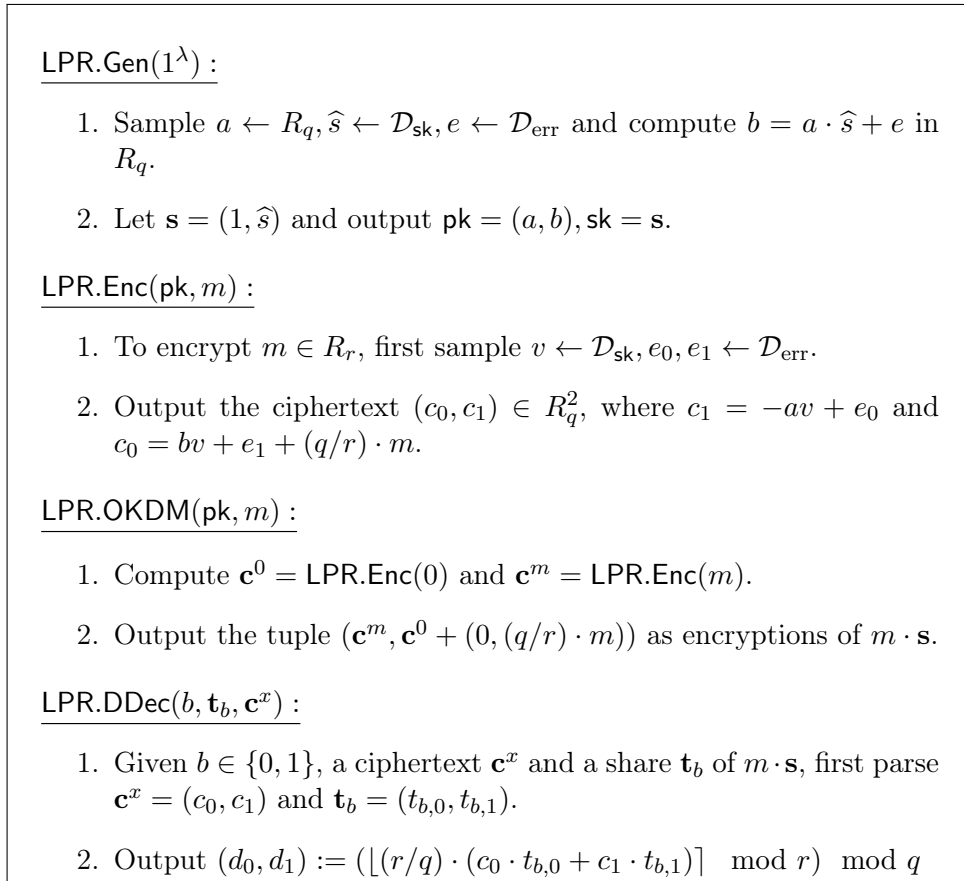 LPR.Gen(1^λ) :
1. Sample a ← R_q, ŝ ← D_sk, e ← D_err and compute b = a · ŝ + e in
R_q.
2. Let s = (1, ŝ) and output pk = (a, b), sk = s.
LPR.Enc(pk, m) :
1. To encrypt m ∈ R_r, first sample v ← D_sk, e_0, e_1 ← D_err.
2. Output the ciphertext (c_0, c_1) ∈ R_q^2, where c_1 = −av + e_0 and
c_0 = bv + e_1 + (q/r) · m.
LPR.OKDM(pk, m) :
1. Compute c^0 = LPR.Enc(0) and c^m = LPR.Enc(m).
2. Output the tuple (c^m, c^0 + (0, (q/r) · m)) as encryptions of m · s.
LPR.DDec(b, t_b, c^x) :
1. Given b ∈ {0, 1}, a ciphertext c^x and a share t_b of m · s, first parse
c^x = (c_0, c_1) and t_b = (t_{b,0}, t_{b,1}).
2. Output (d_0, d_1) := (⌊(r/q) · (c_0 · t_{b,0} + c_1 · t_{b,1})⌉ mod r) mod q